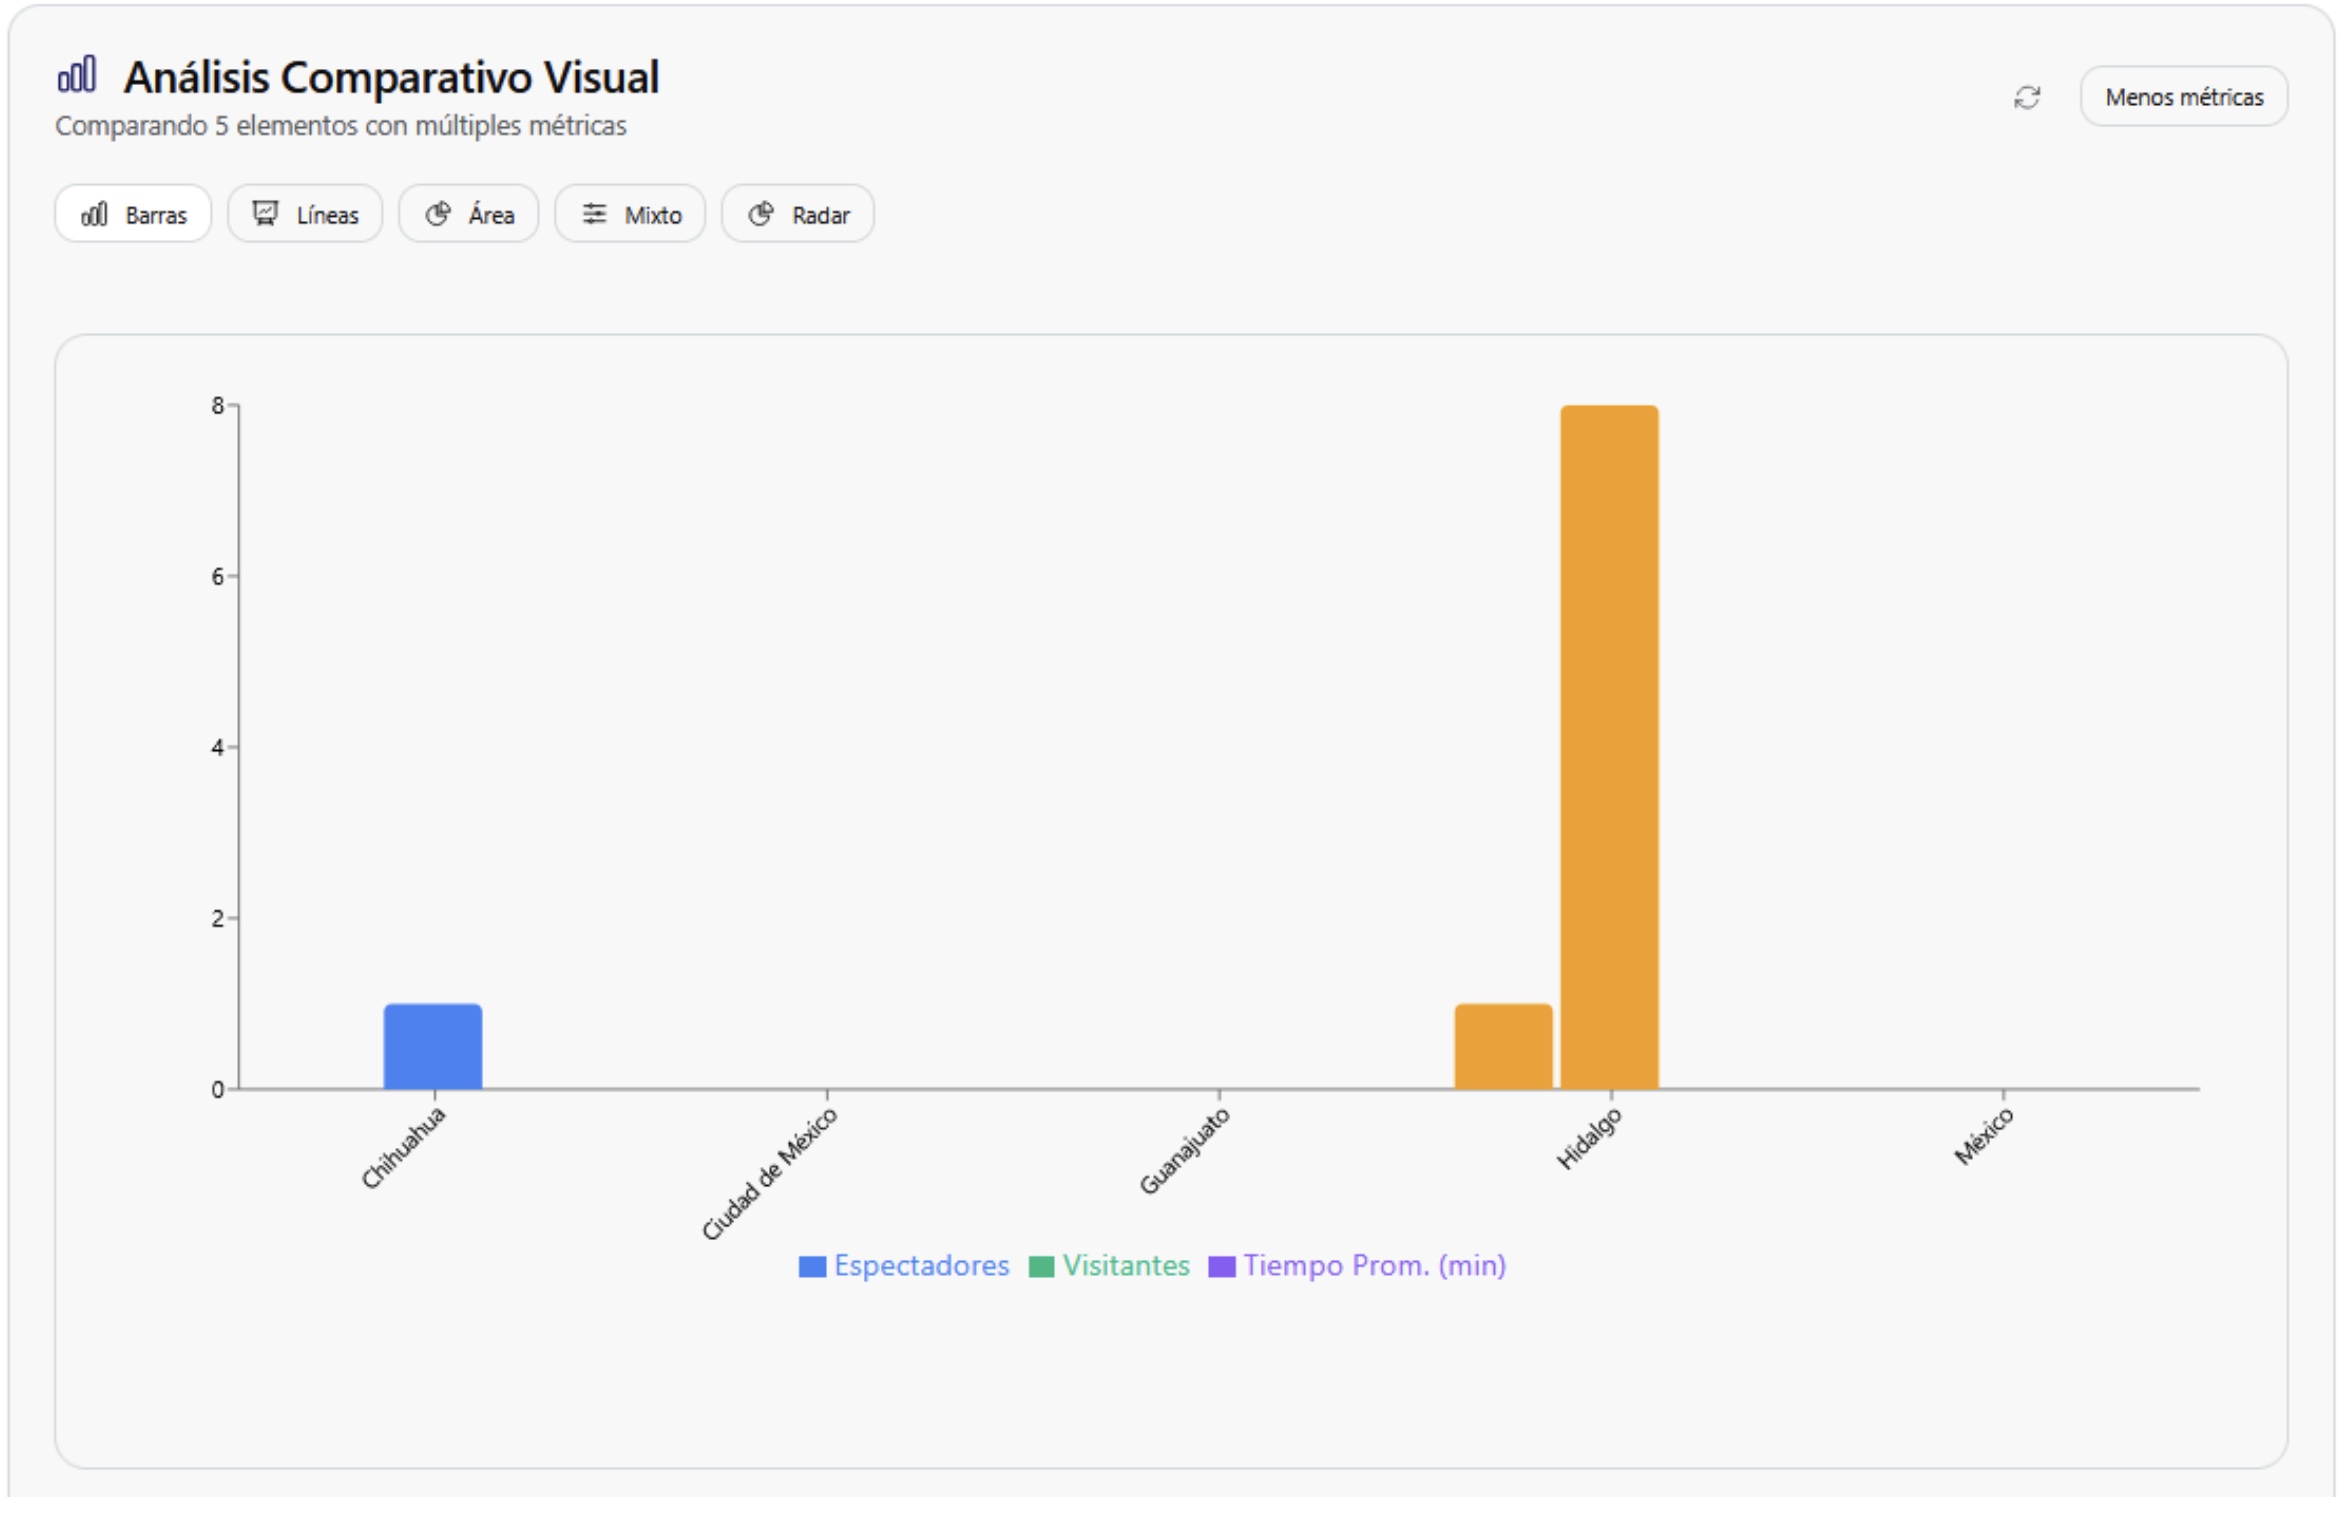 Análisis Comparativo Visual
Comparando 5 elementos con múltiples métricas
Menos métricas
Barras
Líneas
Área
Mixto
Radar
8
6
4
2
0
Chihuahua
Ciudad de México
Guanajuato
Hidalgo
México
Espectadores
Visitantes
Tiempo Prom. (min)